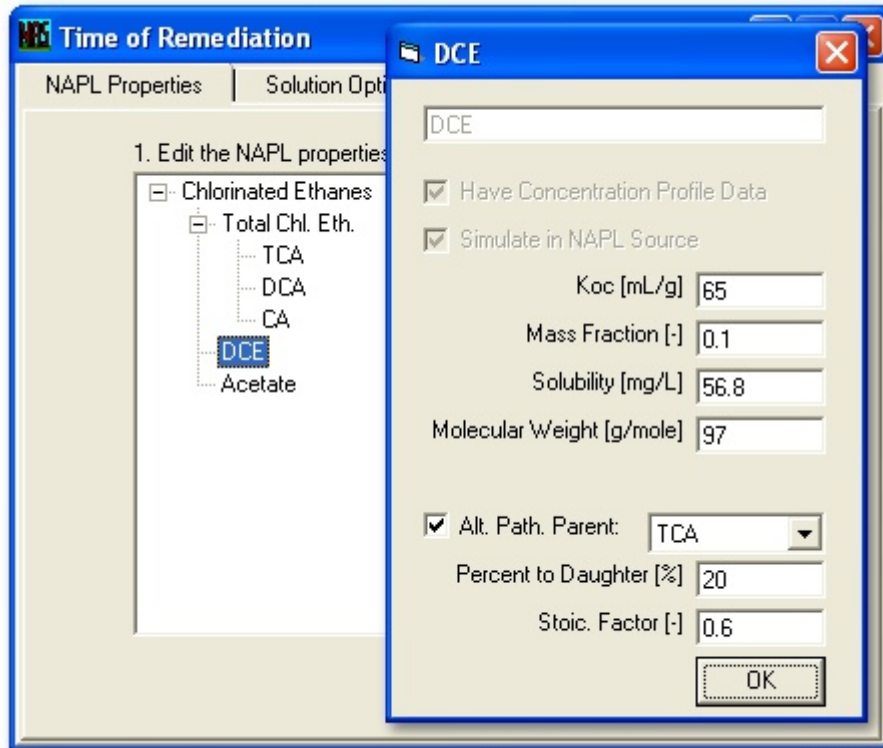 NAS Time of Remediation
NAPL Properties
Solution Opti
1. Edit the NAPL properties
Chlorinated Ethanes
Total Chl. Eth.
TCA
DCA
CA
DCE
Acetate
DCE
DCE
Have Concentration Profile Data
Simulate in NAPL Source
Koc [mL/g] 65
Mass Fraction [-] 0.1
Solubility [mg/L] 56.8
Molecular Weight [g/mole] 97
Alt. Path. Parent: TCA
Percent to Daughter [%] 20
Stoic. Factor [-] 0.6
OK